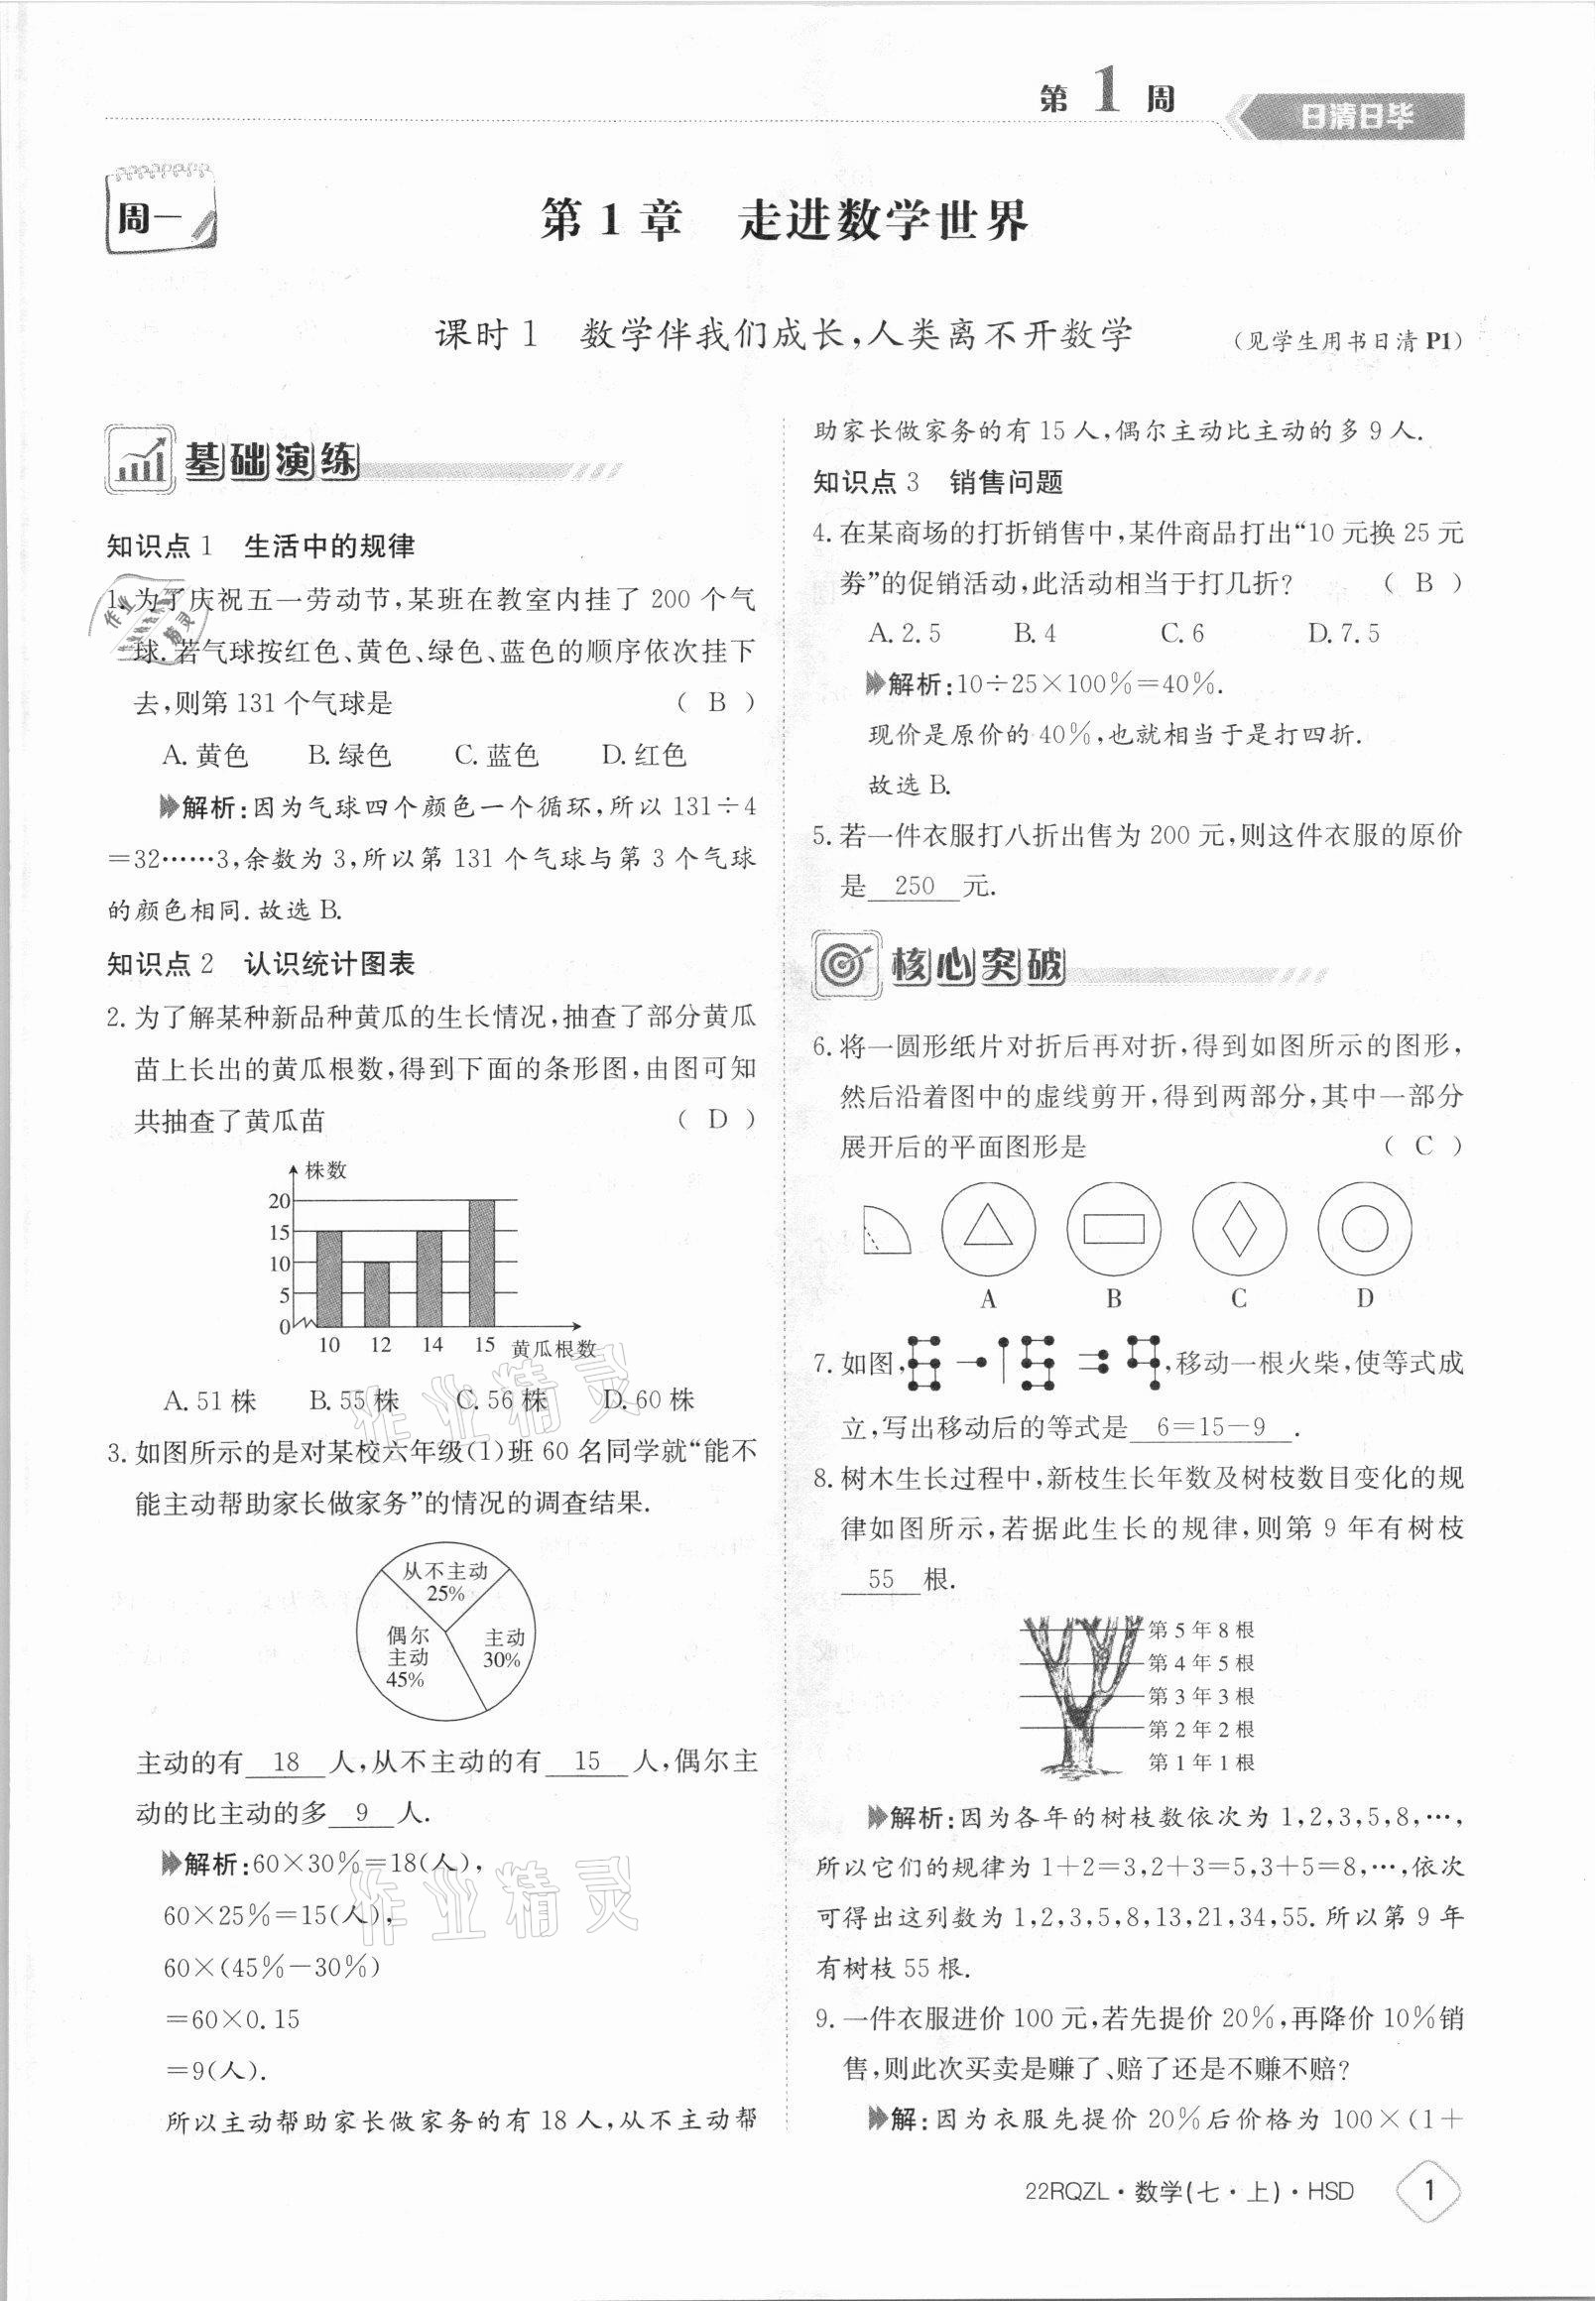 第 1 周
日清日毕
周一
第 1 章 走进数学世界
课时 1 数学伴我们成长,人类离不开数学
(见学生用书日清 P1)
基础演练
知识点 1 生活中的规律
1. 为了庆祝五一劳动节,某班在教室内挂了 200 个气
球. 若气球按红色、黄色、绿色、蓝色的顺序依次挂下
去,则第 131 个气球是 ( B )
A. 黄色 B. 绿色 C. 蓝色 D. 红色
解析:因为气球四个颜色一个循环,所以 131÷4
=32……3,余数为 3,所以第 131 个气球与第 3 个气球
的颜色相同. 故选 B.
知识点 2 认识统计图表
2. 为了解某种新品种黄瓜的生长情况,抽查了部分黄瓜
苗上长出的黄瓜根数,得到下面的条形图,由图可知
共抽查了黄瓜苗 ( D )
株数
20
15
10
5
0
10 12 14 15 黄瓜根数
A. 51 株 B. 55 株 C. 56 株 D. 60 株
3. 如图所示的是对某校六年级(1)班 60 名同学就“能不
能主动帮助家长做家务”的情况的调查结果.
从不主动
25%
偶尔
主动
45%
主动
30%
主动的有 18 人,从不主动的有 15 人,偶尔主
动的比主动的多 9 人.
解析:60×30%=18(人),
60×25%=15(人),
60×(45%-30%)
=60×0.15
=9(人).
所以主动帮助家长做家务的有 18 人,从不主动帮
助家长做家务的有 15 人,偶尔主动比主动的多 9 人.
知识点 3 销售问题
4. 在某商场的打折销售中,某件商品打出“10 元换 25 元
券”的促销活动,此活动相当于打几折? ( B )
A. 2.5 B. 4 C. 6 D. 7.5
解析:10÷25×100%=40%.
现价是原价的 40%,也就相当于是打四折.
故选 B.
5. 若一件衣服打八折出售为 200 元,则这件衣服的原价
是 250 元.
核心突破
6. 将一圆形纸片对折后再对折,得到如图所示的图形,
然后沿着图中的虚线剪开,得到两部分,其中一部分
展开后的平面图形是 ( C )
A B C D
7. 如图, ,移动一根火柴,使等式成
立,写出移动后的等式是 6=15-9 .
8. 树木生长过程中,新枝生长年数及树枝数目变化的规
律如图所示,若据此生长的规律,则第 9 年有树枝
55 根.
第 5 年 8 根
第 4 年 5 根
第 3 年 3 根
第 2 年 2 根
第 1 年 1 根
解析:因为各年的树枝数依次为 1,2,3,5,8,…,
所以它们的规律为 1+2=3,2+3=5,3+5=8,…,依次
可得出这列数为 1,2,3,5,8,13,21,34,55. 所以第 9 年
有树枝 55 根.
9. 一件衣服进价 100 元,若先提价 20%,再降价 10%销
售,则此次买卖是赚了、赔了还是不赚不赔?
解:因为衣服先提价 20%后价格为 100×(1+
22RQZL·数学(七·上)·HSD
1
作业精灵
作业精灵
作业精灵